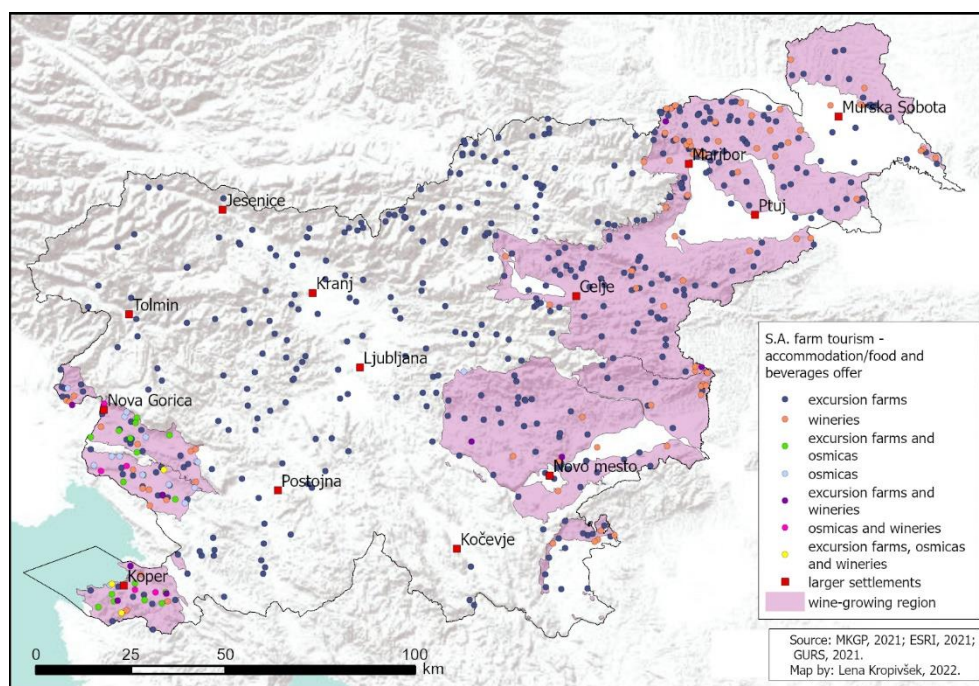 Murska Sobota
Maribor
Jesenice
Ptuj
Kranj
Celje
Tolmin
Ljubljana
Nova Gorica
Novo mesto
Postojna
Kočevje
Koper
S.A. farm tourism -
accommodation/food and
beverages offer
excursion farms
wineries
excursion farms and
osmicas
osmicas
excursion farms and
wineries
osmicas and wineries
excursion farms, osmicas
and wineries
larger settlements
wine-growing region
Source: MKGP, 2021; ESRI, 2021;
GURS, 2021.
Map by: Lena Kropivšek, 2022.
0 25 50 100
km